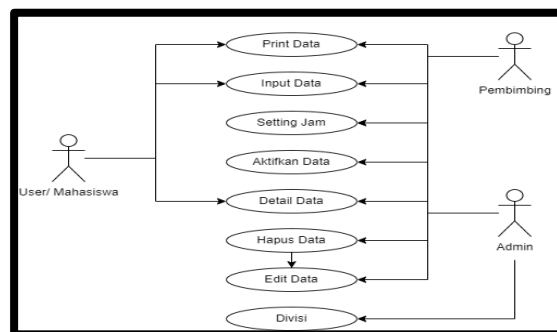 Print Data
Input Data
Pembimbing
Setting Jam
Aktifkan Data
User/ Mahasiswa
Detail Data
Hapus Data
Admin
Edit Data
Divisi